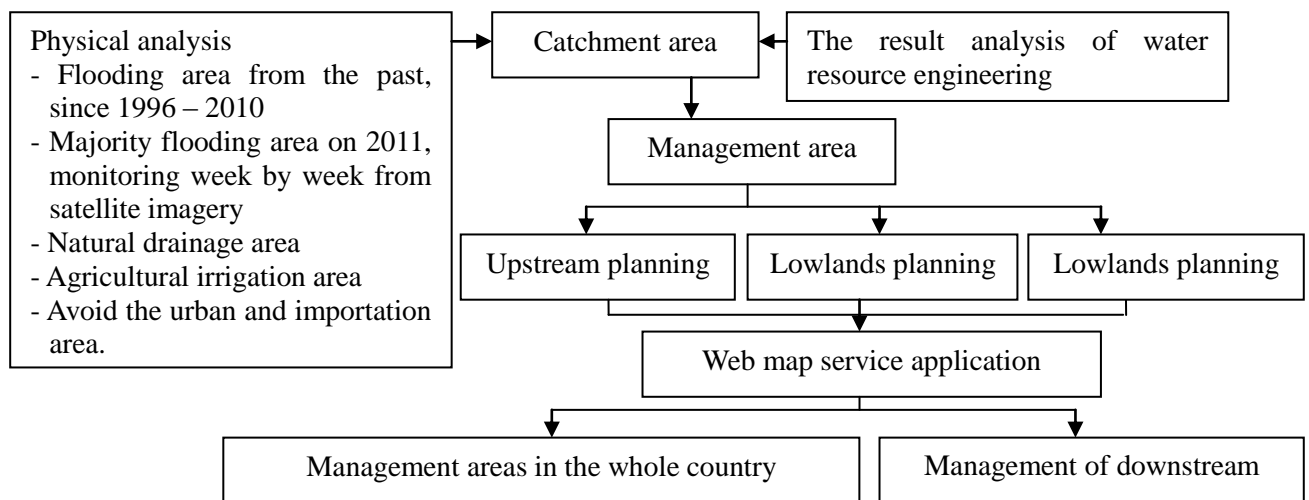 Physical analysis
- Flooding area from the past,
since 1996 – 2010
- Majority flooding area on 2011,
monitoring week by week from
satellite imagery
- Natural drainage area
- Agricultural irrigation area
- Avoid the urban and importation
area.
Catchment area
The result analysis of water
resource engineering
Management area
Upstream planning
Lowlands planning
Lowlands planning
Web map service application
Management areas in the whole country
Management of downstream